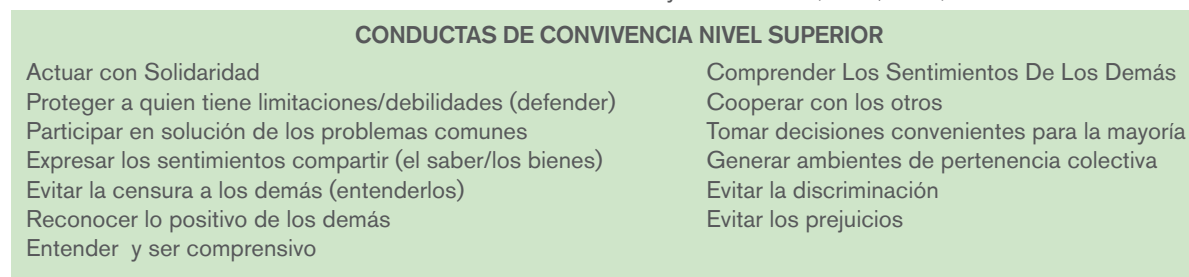 CONDUCTAS DE CONVIVENCIA NIVEL SUPERIOR
Actuar con Solidaridad
Proteger a quien tiene limitaciones/debilidades (defender)
Participar en solución de los problemas comunes
Expresar los sentimientos compartir (el saber/los bienes)
Evitar la censura a los demás (entenderlos)
Reconocer lo positivo de los demás
Entender y ser comprensivo
Comprender Los Sentimientos De Los Demás
Cooperar con los otros
Tomar decisiones convenientes para la mayoría
Generar ambientes de pertenencia colectiva
Evitar la discriminación
Evitar los prejuicios